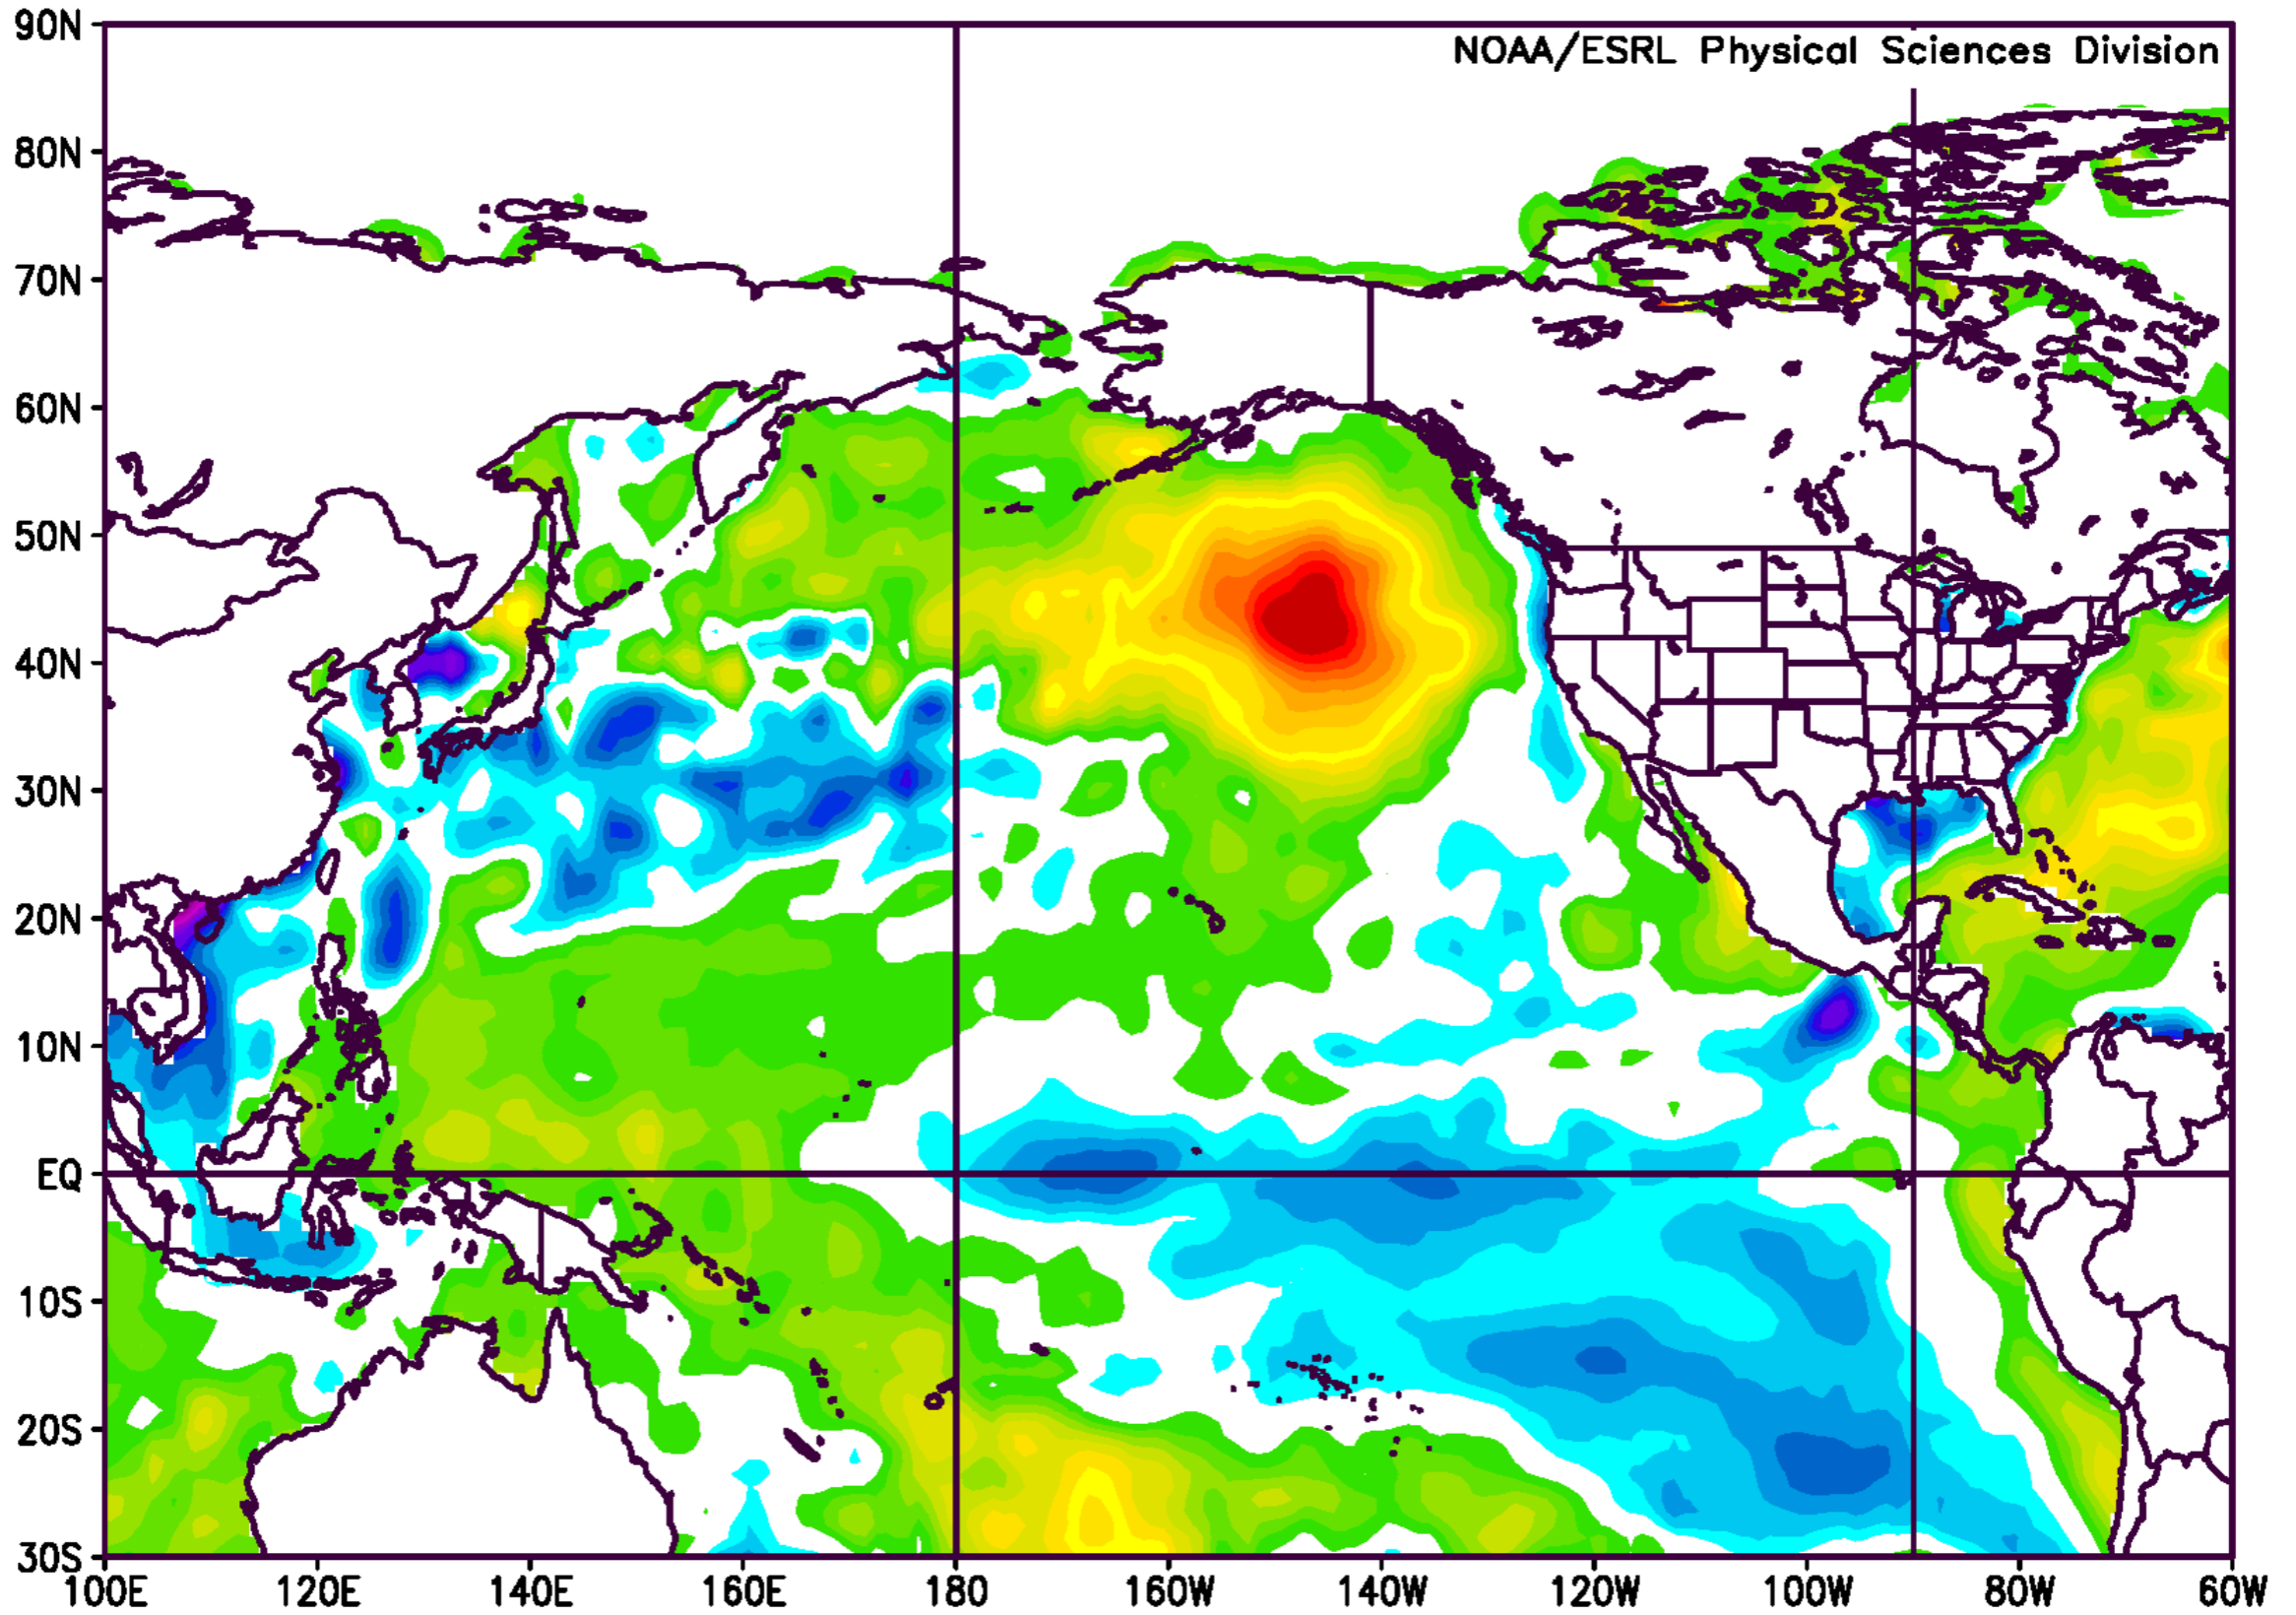 90N
NOAA/ESRL Physical Sciences Division
80N
70N
60N
50N
40N
30N
20N
10N
EQ
10S
20S
30S
100E 120E 140E 160E 180 160W 140W 120W 100W 80W 60W